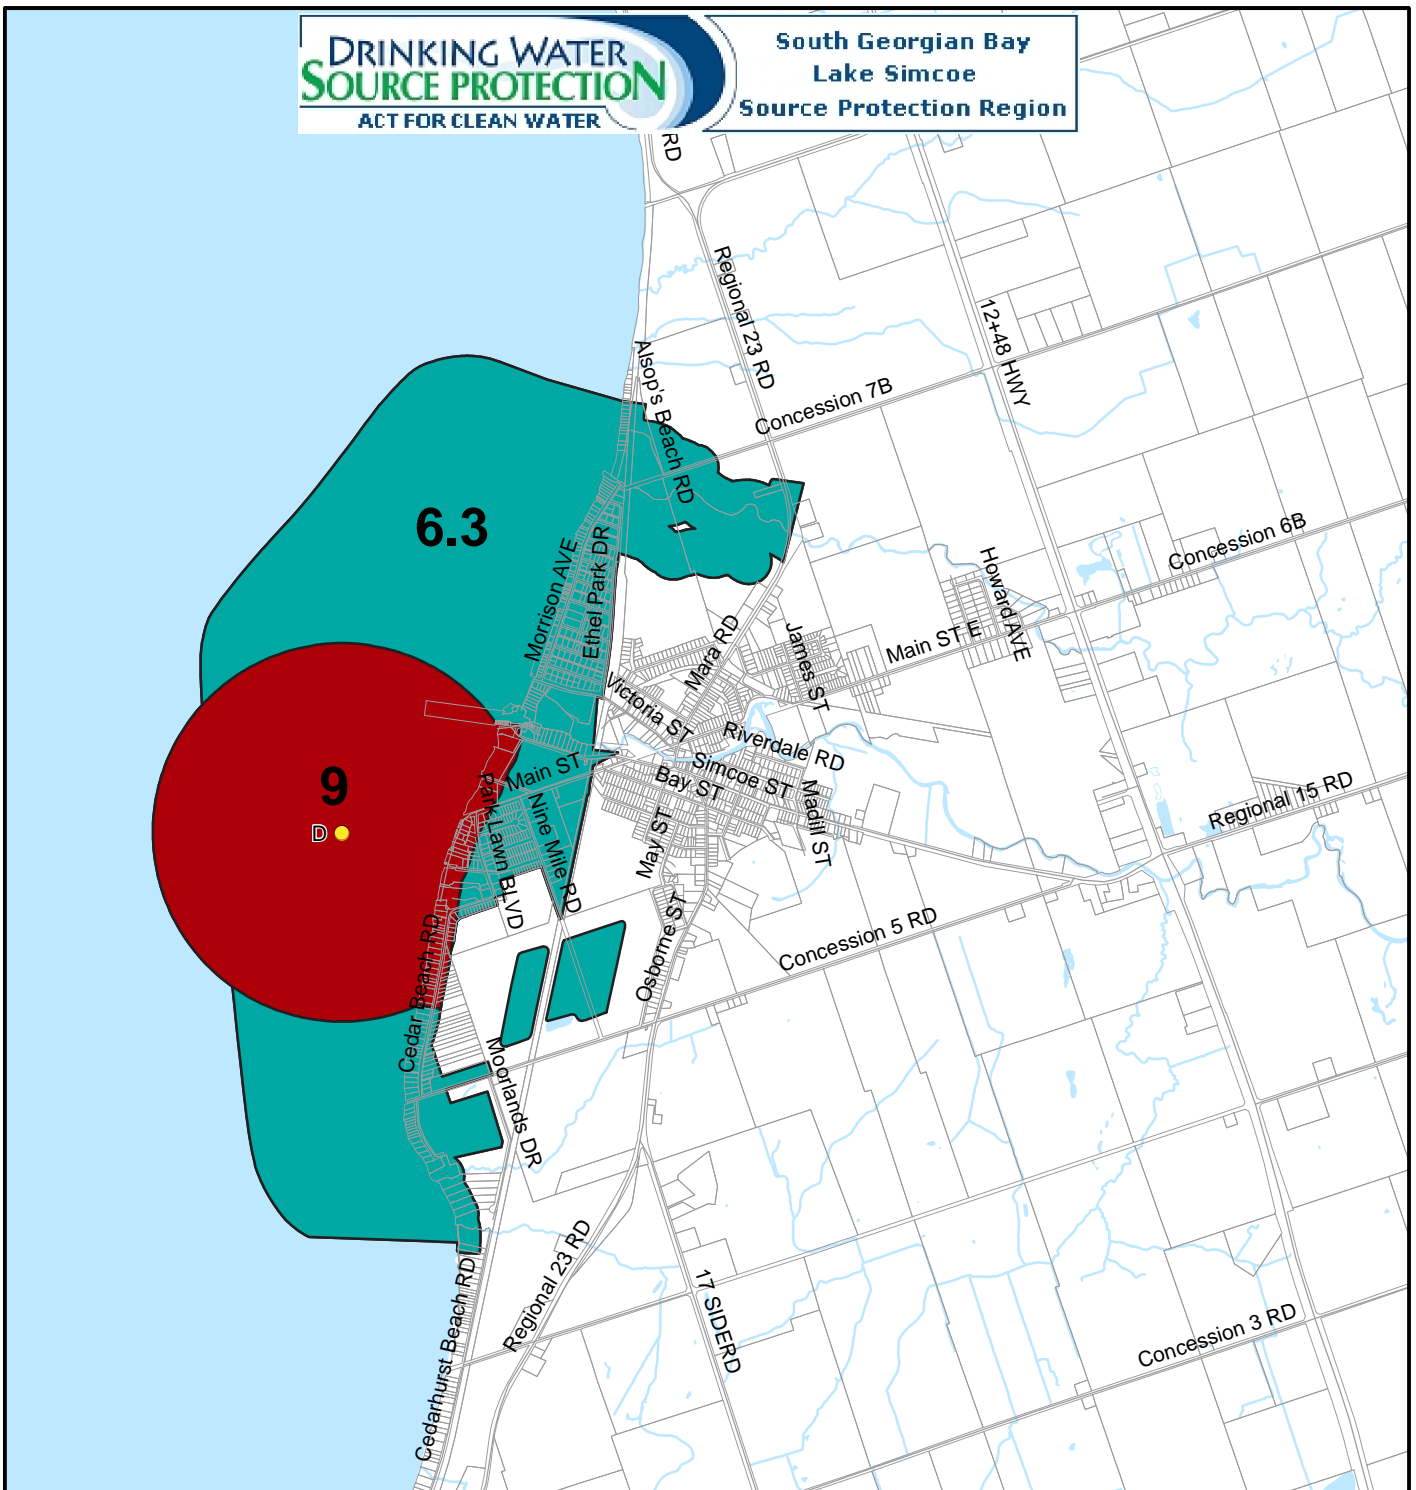 DRINKING WATER
SOURCE PROTECTION
ACT FOR CLEAN WATER
South Georgian Bay
Lake Simcoe
Source Protection Region
RD
Regional 23 RD
12+48 HWY
Alsop's Beach RD
Concession 7B
6.3
Concession 6B
Morrison AVE
Ethel Park DR
Howard AVE
Mara RD
James ST
Main ST E
Victoria ST
Riverdale RD
Simcoe ST
Main ST
Bay ST
9
D
Park Lawn BLVD
Nine Mile RD
May ST
Madill ST
Regional 15 RD
Cedar Beach RD
Osborne ST
Concession 5 RD
Moorlands DR
Regional 23 RD
17 SIDERD
Cedarhurst Beach RD
Concession 3 RD